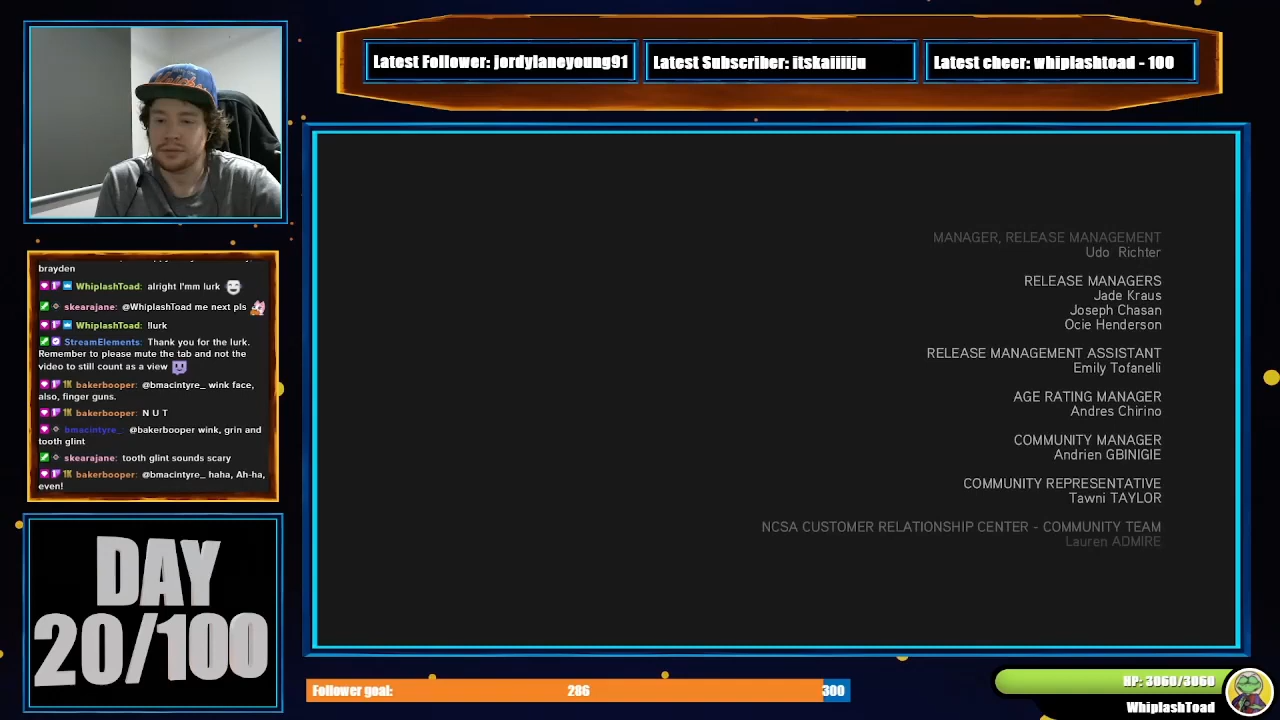 Latest Follower: jordylaneyoung91
Latest Subscriber: itskaiiiiju
Latest cheer: whiplashtoad - 100
brayden
WhiplashToad: alright I'mm lurk
skearajane: @WhiplashToad me next pls
WhiplashToad: !lurk
StreamElements: Thank you for the lurk.
Remember to please mute the tab and not the
video to still count as a view
1K bakerbooper: @bmacintyre_ wink face,
also, finger guns.
1K bakerbooper: N U T
bmacintyre_: @bakerbooper wink, grin and
tooth glint
skearajane: tooth glint sounds scary
1K bakerbooper: @bmacintyre_ haha, Ah-ha,
even!
MANAGER, RELEASE MANAGEMENT
Udo Richter
RELEASE MANAGERS
Jade Kraus
Joseph Chasan
Ocie Henderson
RELEASE MANAGEMENT ASSISTANT
Emily Tofanelli
AGE RATING MANAGER
Andres Chirino
COMMUNITY MANAGER
Andrien GBINIGIE
COMMUNITY REPRESENTATIVE
Tawni TAYLOR
NCSA CUSTOMER RELATIONSHIP CENTER - COMMUNITY TEAM
Lauren ADMIRE
DAY
20/100
Follower goal: 286 300
HP: 3060/3060
WhiplashToad